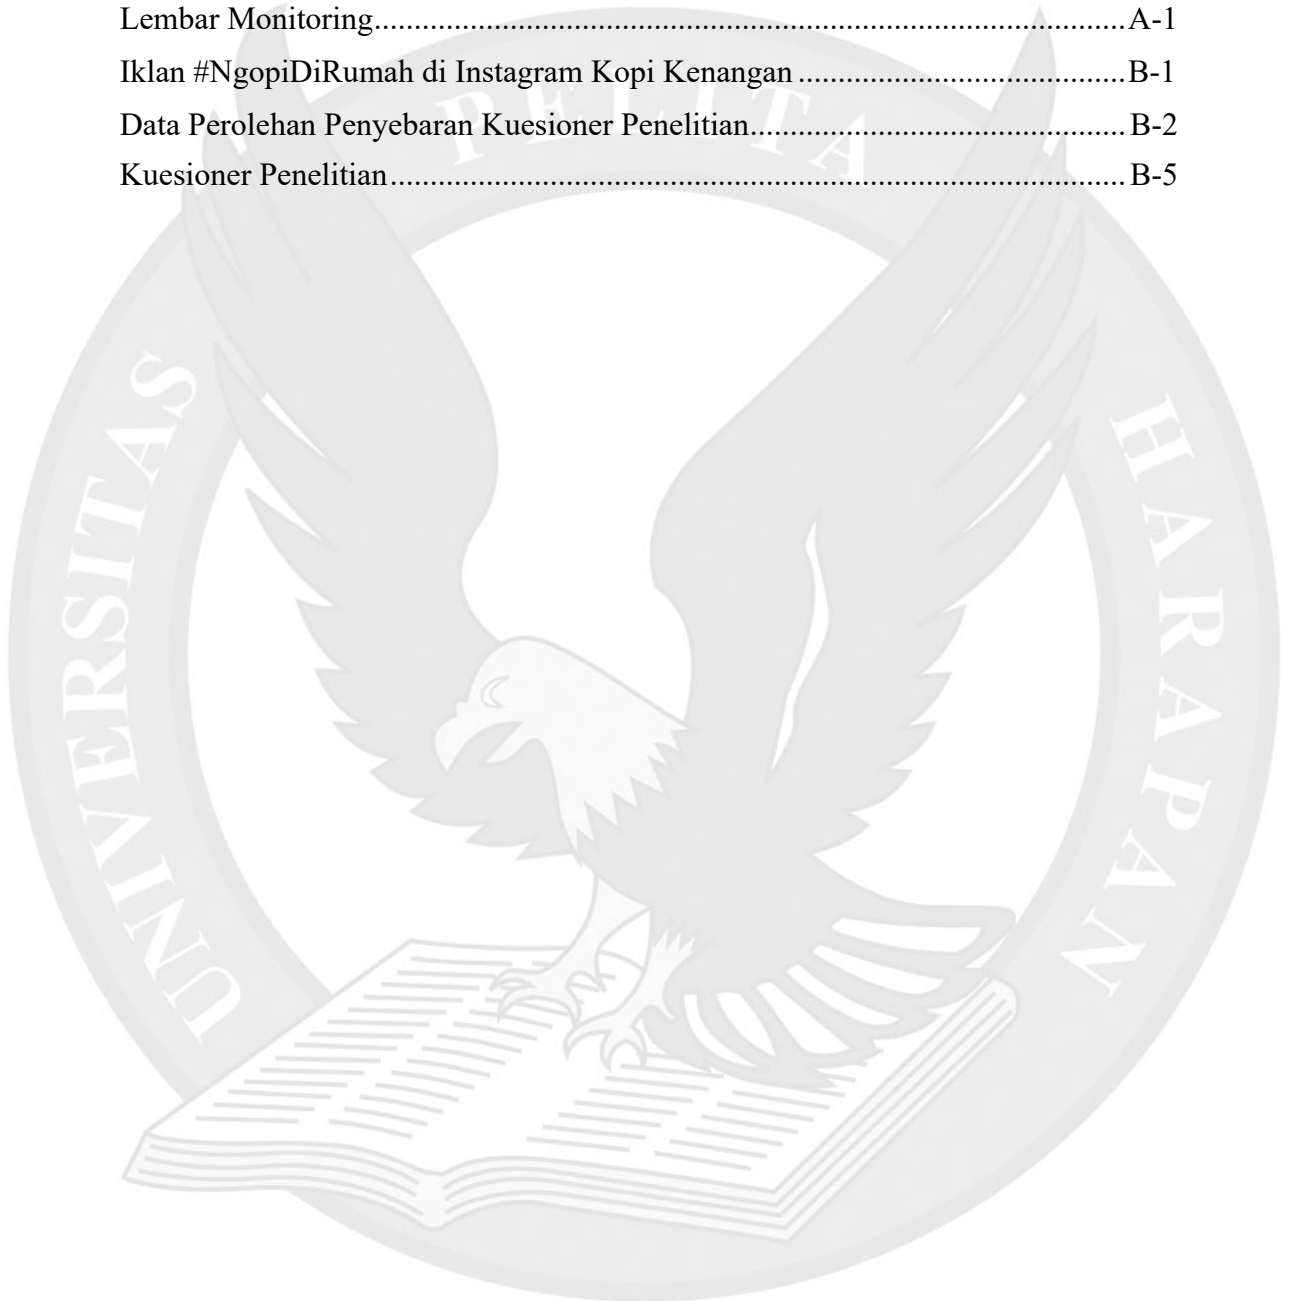 Lembar Monitoring............................................................................................A-1
Iklan #NgopiDiRumah di Instagram Kopi Kenangan ........................................B-1
Data Perolehan Penyebaran Kuesioner Penelitian..............................................B-2
Kuesioner Penelitian..........................................................................................B-5
PELITA
UNIVERSITAS
HARAPAN